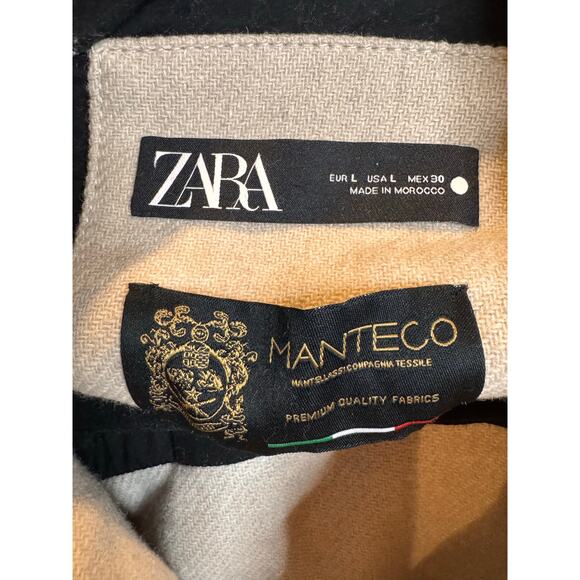 ZARA
EUR L USA L MEX 30
MADE IN MOROCCO
MANTECO
MANTELLASSI COMPAGNIA TESSILE
PREMIUM QUALITY FABRICS